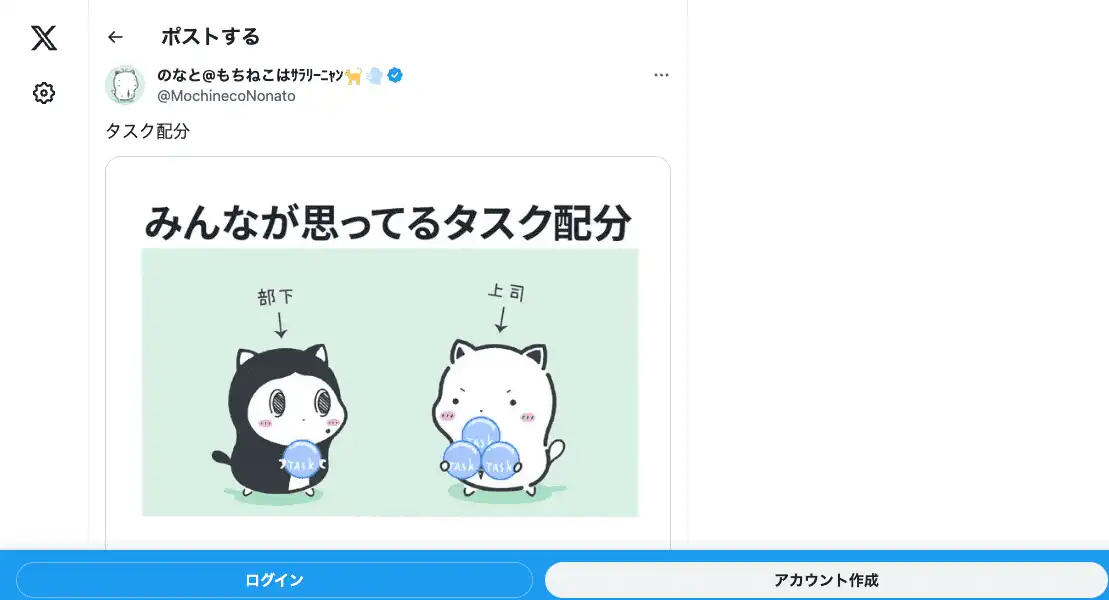 ポストする
のなと@もちねこはｻﾗﾘｰﾆｬﾝ🐈💨
@MochinecoNonato
タスク配分
みんなが思ってるタスク配分
部下
上司
TASK
TASK
TASK
TASK
ログイン
アカウント作成